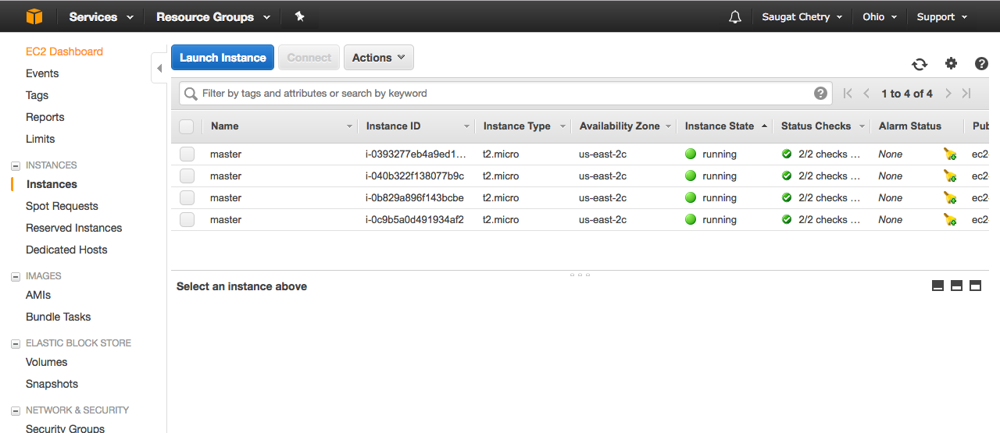 Services Resource Groups Saugat Chetry Ohio Support
EC2 Dashboard
Events
Tags
Reports
Limits
INSTANCES
Instances
Spot Requests
Reserved Instances
Dedicated Hosts
IMAGES
AMIs
Bundle Tasks
ELASTIC BLOCK STORE
Volumes
Snapshots
NETWORK & SECURITY
Security Groups
Launch Instance Connect Actions
Filter by tags and attributes or search by keyword 1 to 4 of 4
Name Instance ID Instance Type Availability Zone Instance State Status Checks Alarm Status Pub
master i-0393277eb4a9ed1... t2.micro us-east-2c running 2/2 checks ... None ec2-
master i-040b322f138077b9c t2.micro us-east-2c running 2/2 checks ... None ec2-
master i-0b829a896f143bcbe t2.micro us-east-2c running 2/2 checks ... None ec2-
master i-0c9b5a0d491934af2 t2.micro us-east-2c running 2/2 checks ... None ec2-
Select an instance above